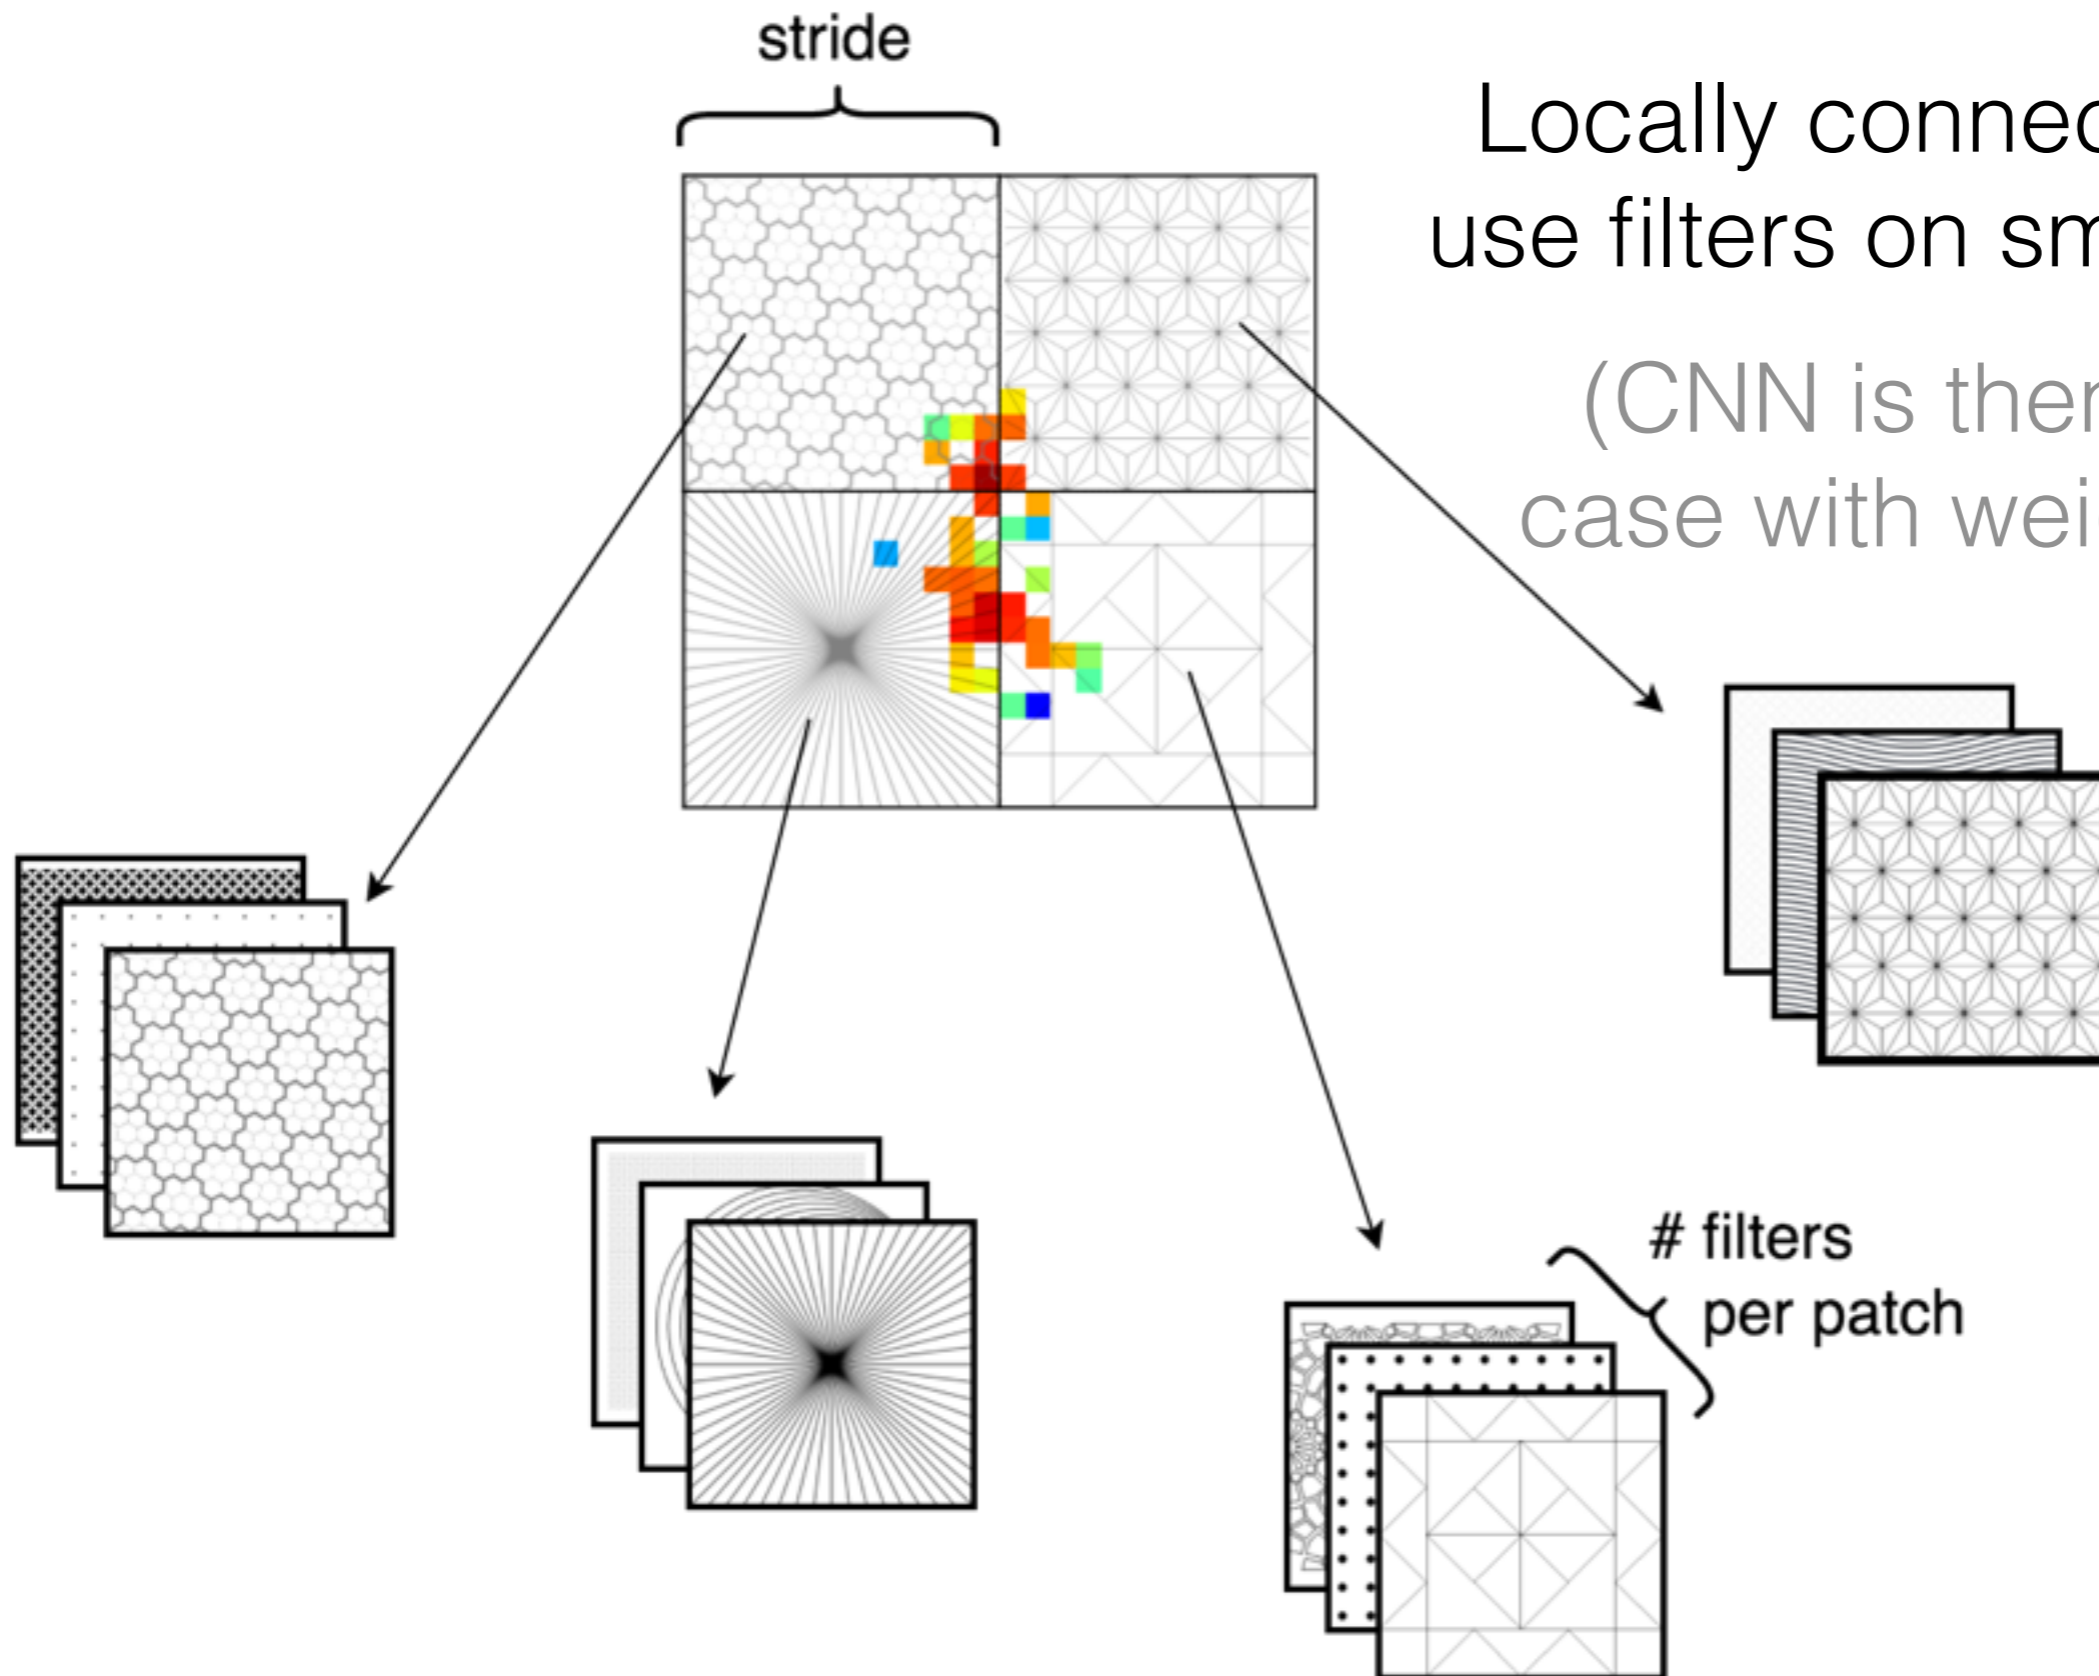 stride
Locally connec
use filters on sm
(CNN is ther
case with wei
# filters
per patch